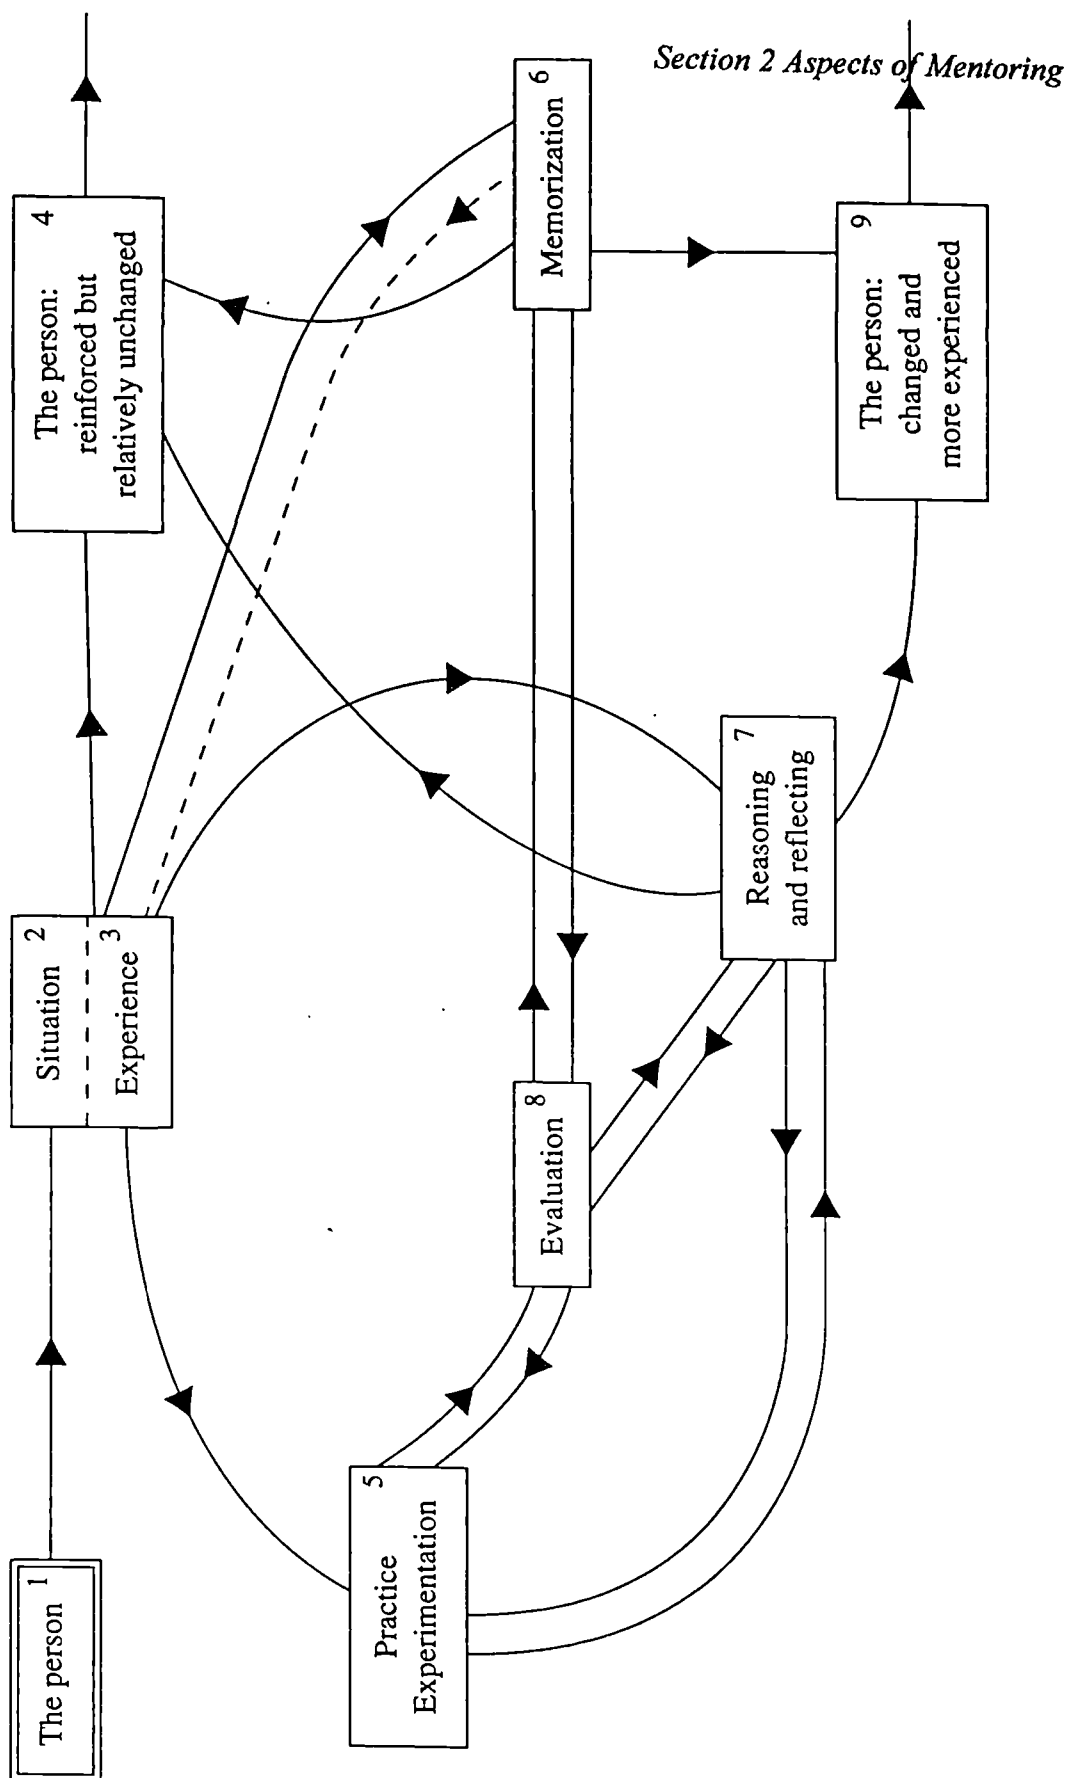 Section 2 Aspects of Mentoring
The person 1
Situation 2
Experience 3
The person: 4
reinforced but
relatively unchanged
Practice 5
Experimentation
Memorization 6
Reasoning 7
and reflecting
Evaluation 8
The person: 9
changed and
more experienced